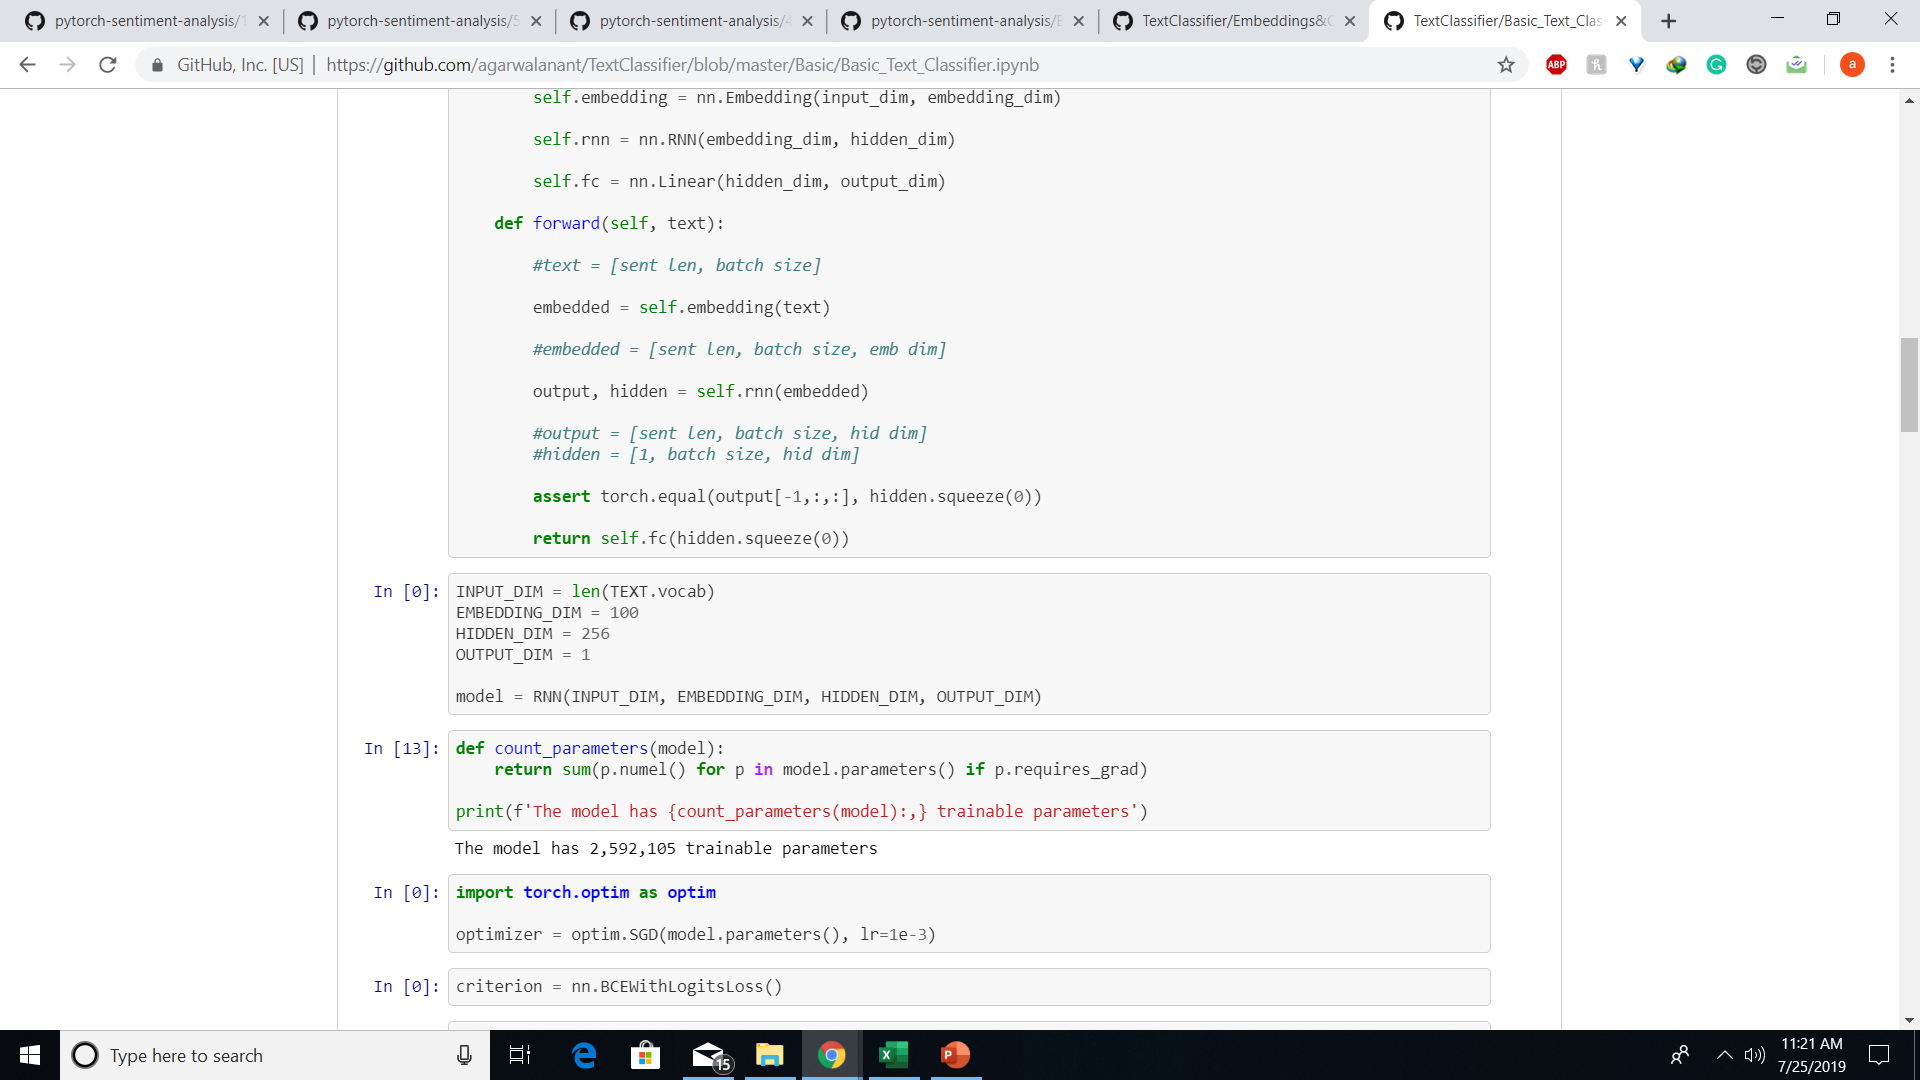 pytorch-sentiment-analysis/1
pytorch-sentiment-analysis/5
pytorch-sentiment-analysis/4
pytorch-sentiment-analysis/E
TextClassifier/Embeddings&
TextClassifier/Basic_Text_Clas
GitHub, Inc. [US] | https://github.com/agarwalanant/TextClassifier/blob/master/Basic/Basic_Text_Classifier.ipynb
ABP
a
self.embedding = nn.Embedding(input_dim, embedding_dim)
self.rnn = nn.RNN(embedding_dim, hidden_dim)
self.fc = nn.Linear(hidden_dim, output_dim)
def forward(self, text):
#text = [sent len, batch size]
embedded = self.embedding(text)
#embedded = [sent len, batch size, emb dim]
output, hidden = self.rnn(embedded)
#output = [sent len, batch size, hid dim]
#hidden = [1, batch size, hid dim]
assert torch.equal(output[-1,:,:], hidden.squeeze(0))
return self.fc(hidden.squeeze(0))
In [0]: INPUT_DIM = len(TEXT.vocab)
EMBEDDING_DIM = 100
HIDDEN_DIM = 256
OUTPUT_DIM = 1
model = RNN(INPUT_DIM, EMBEDDING_DIM, HIDDEN_DIM, OUTPUT_DIM)
In [13]: def count_parameters(model):
return sum(p.numel() for p in model.parameters() if p.requires_grad)
print(f'The model has {count_parameters(model):,} trainable parameters')
The model has 2,592,105 trainable parameters
In [0]: import torch.optim as optim
optimizer = optim.SGD(model.parameters(), lr=1e-3)
In [0]: criterion = nn.BCEWithLogitsLoss()
Type here to search
15
11:21 AM
7/25/2019